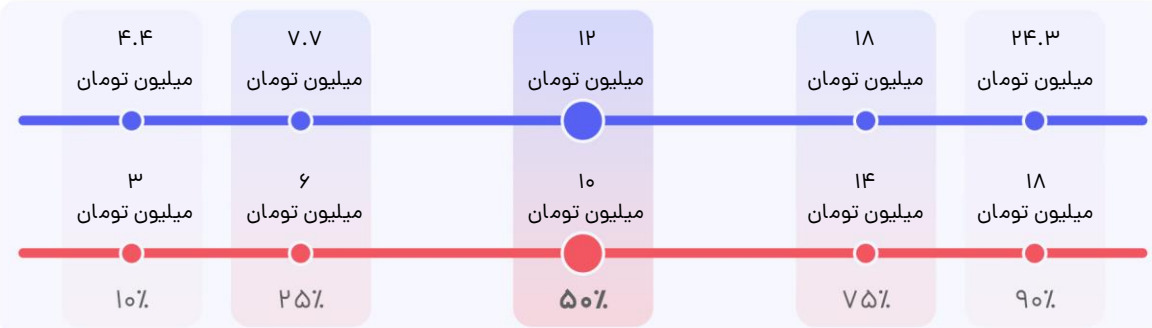 ۴.۴ ۷.۷ ۱۲ ۱۸ ۲۴.۳
میلیون تومان میلیون تومان میلیون تومان میلیون تومان میلیون تومان
۳ ۶ ۱۰ ۱۴ ۱۸
میلیون تومان میلیون تومان میلیون تومان میلیون تومان میلیون تومان
۱۰٪ ۲۵٪ ۵۰٪ ۷۵٪ ۹۰٪